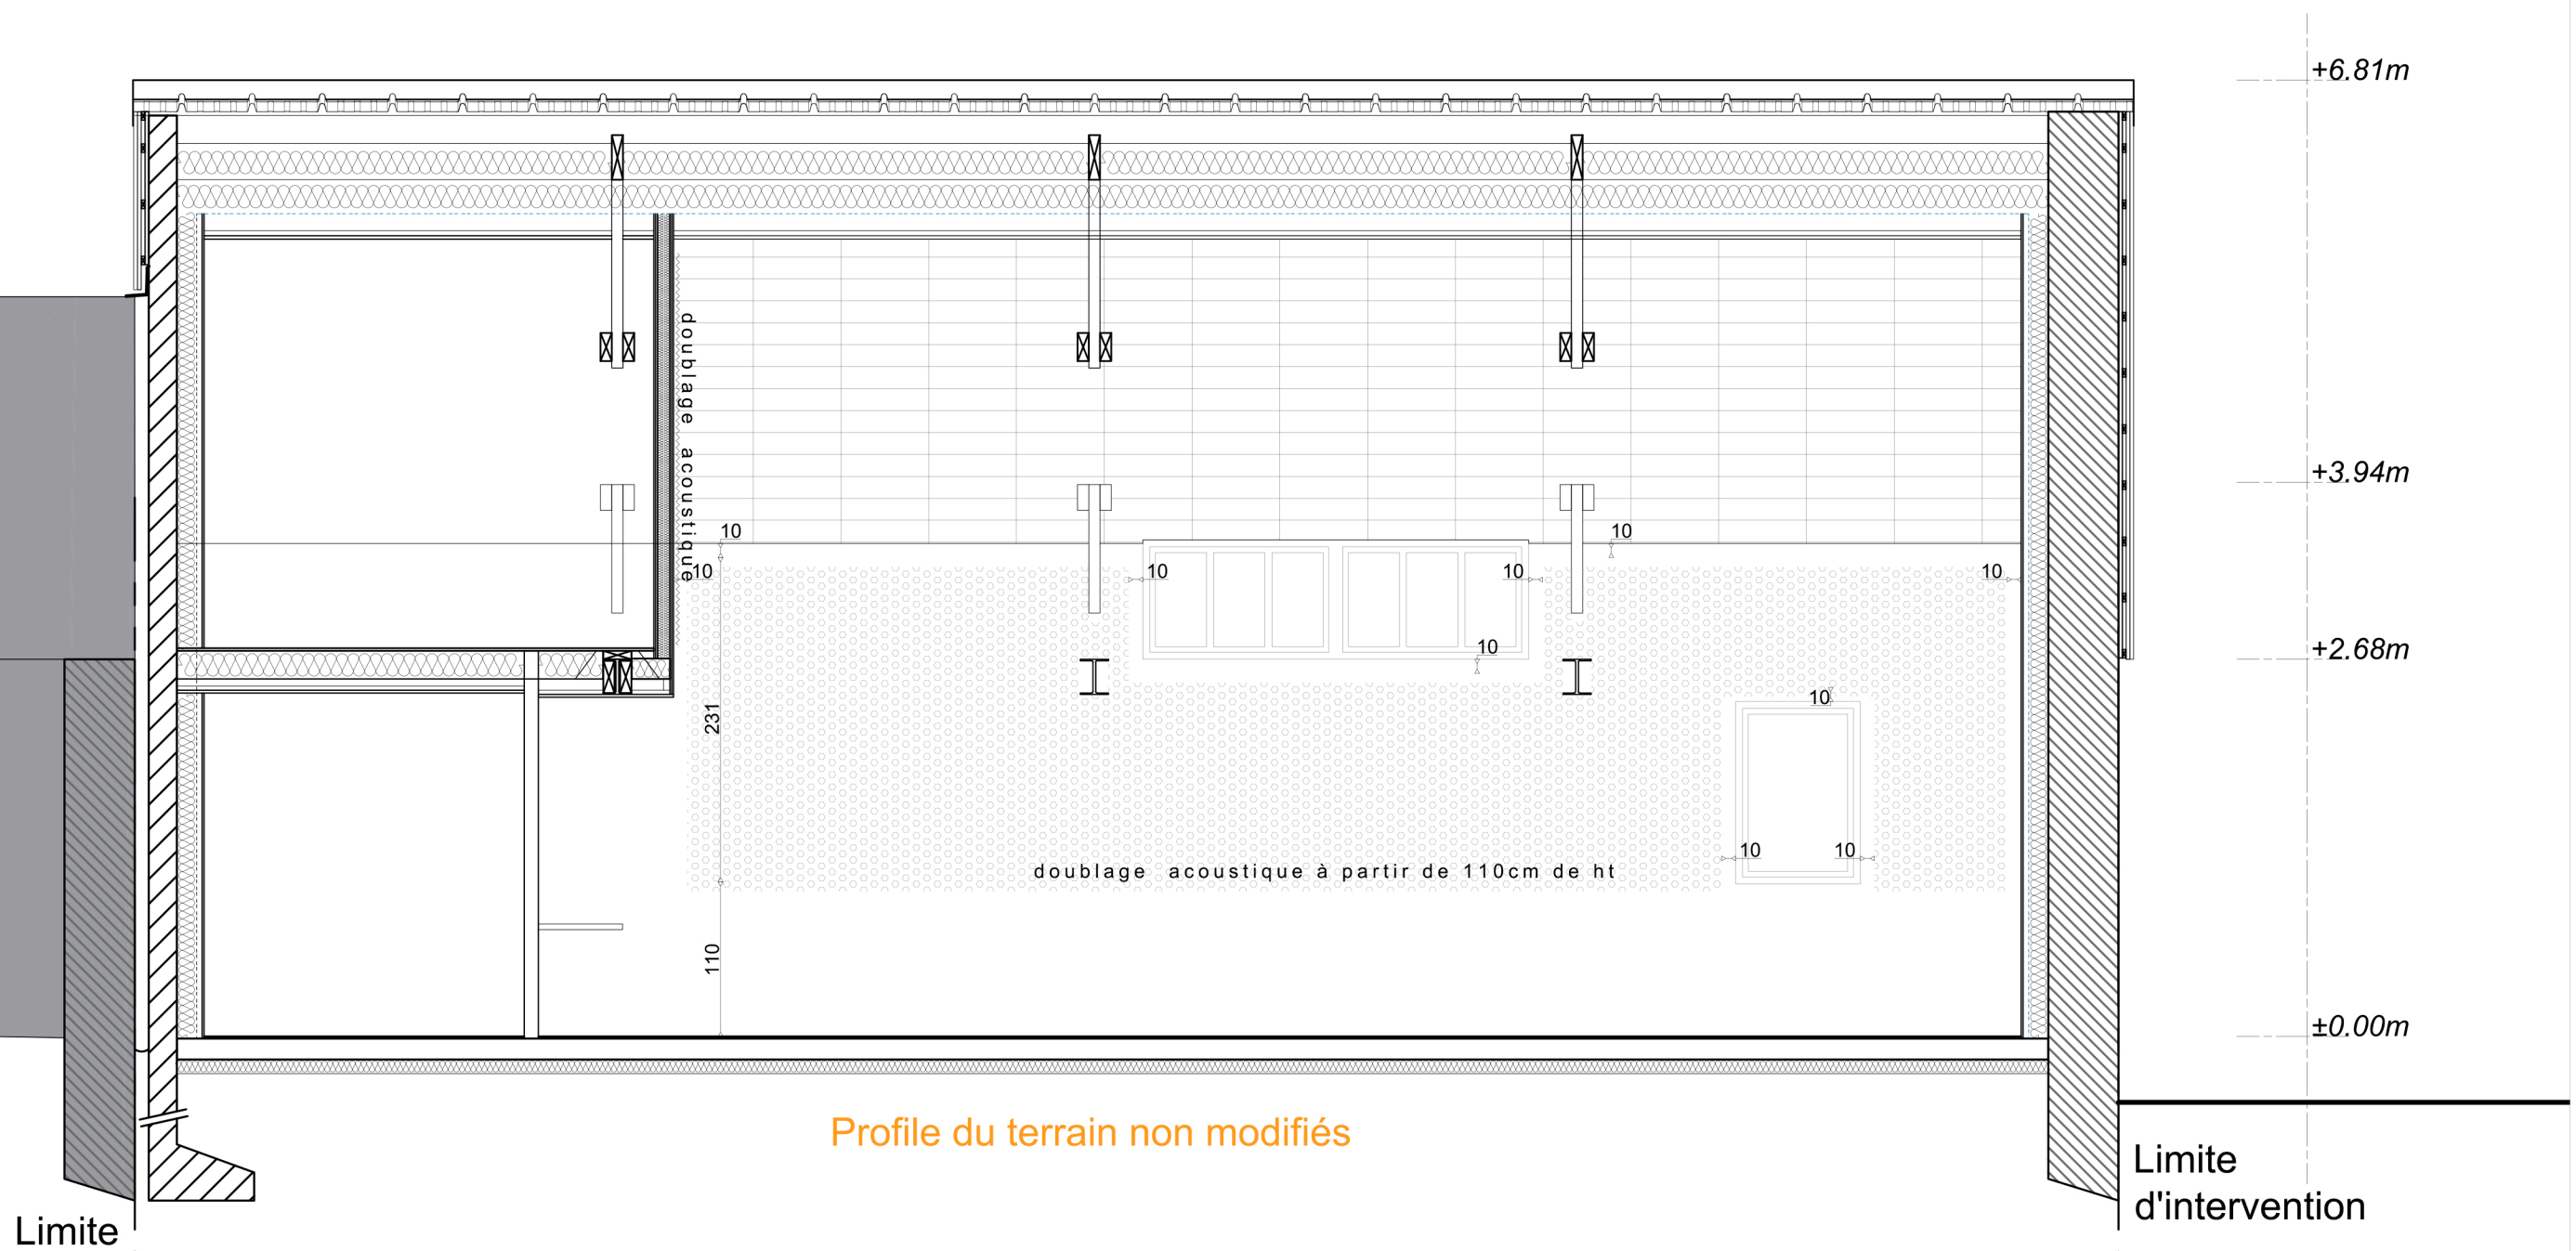 +6.81m
doublage acoustique
+3.94m
10
10
10
10
10
10
10
+2.68m
10
231
10
10
doublage acoustique à partir de 110cm de ht
110
±0.00m
Profile du terrain non modifiés
Limite
d'intervention
Limite